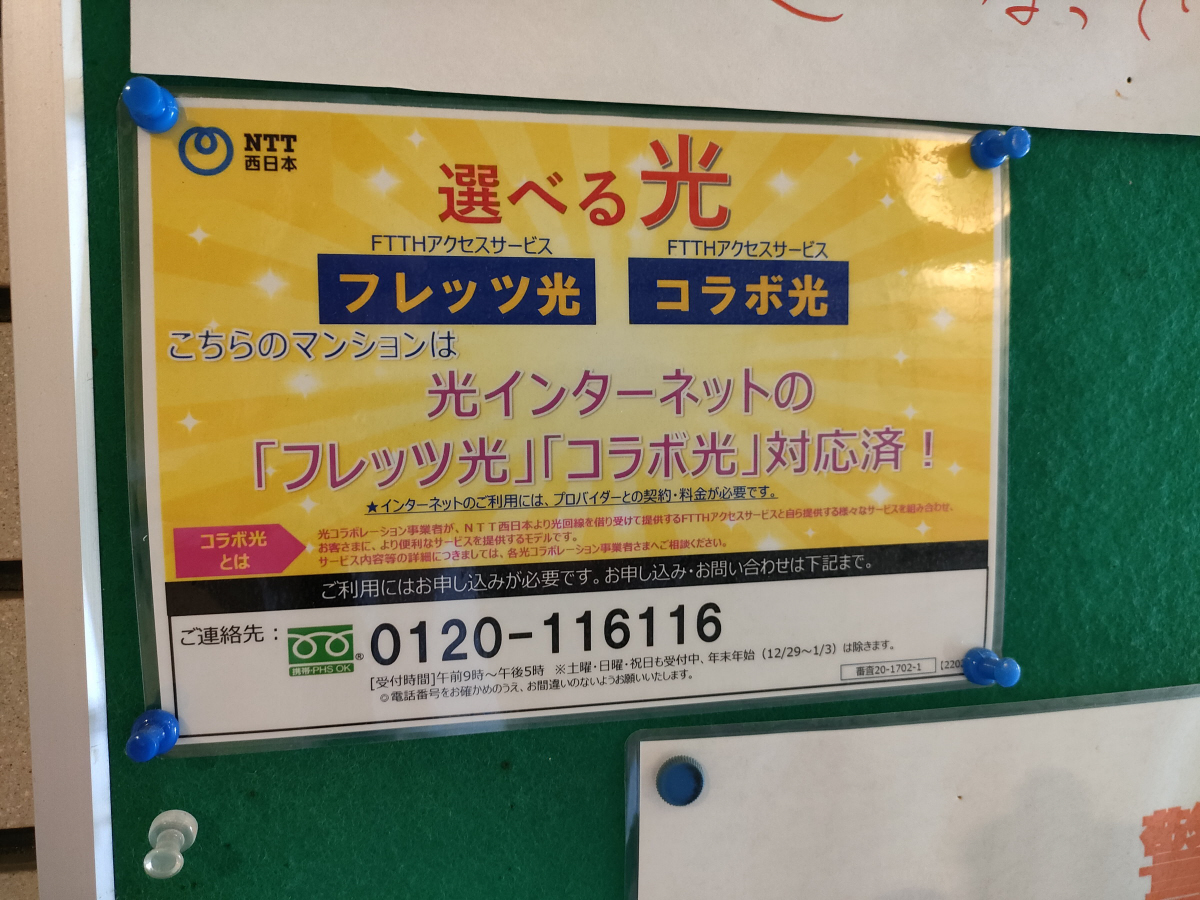 NTT
西日本
選べる光
FTTHアクセスサービス
フレッツ光
FTTHアクセスサービス
コラボ光
こちらのマンションは
光インターネットの
「フレッツ光」「コラボ光」対応済！
★インターネットのご利用には、プロバイダーとの契約・料金が必要です。
コラボ光
とは
光コラボレーション事業者が、NTT西日本より光回線を借り受けて提供するFTTHアクセスサービスと自ら提供する様々なサービスを組み合わせ、
お客さまに、より便利なサービスを提供するモデルです。
サービス内容等の詳細につきましては、各光コラボレーション事業者さまへご相談ください。
ご利用にはお申し込みが必要です。お申し込み・お問い合わせは下記まで。
ご連絡先：
携帯・PHS OK
® 0120-116116
[受付時間]午前9時～午後5時 ※土曜・日曜・祝日も受付中、年末年始（12/29～1/3）は除きます。
◎電話番号をお確かめのうえ、お間違いのないようお願いいたします。
審査20-1702-1